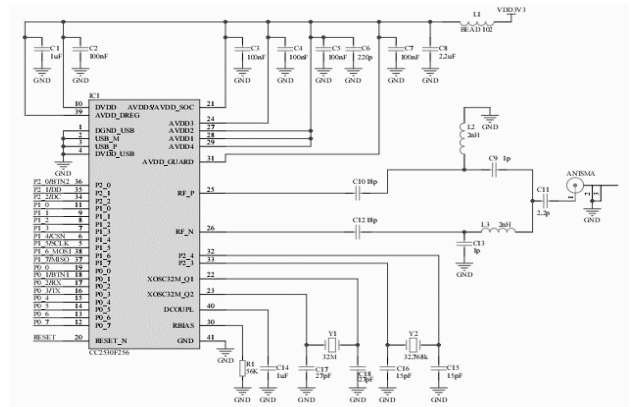 L1
VDD3V3
BEAD 102
C1
1uF
C2
100nF
C3
100nF
C4
100nF
C5
100nF
C6
220p
C7
100nF
C8
2.2uF
GND
GND
GND
GND
GND
GND
GND
GND
IC1
10 DVDD
39 AVDD_DREG
1 DGND_USB
2 USB_M
3 USB_P
4 DVDD_USB
GND
AVDD5/AVDD_SOC 21
AVDD3 24
AVDD2 27
AVDD1 28
AVDD4 29
AVDD_GUARD 31
RF_P 25
RF_N 26
P2_4 32
P2_3 33
XOSC32M_Q1 22
XOSC32M_Q2 23
DCOUPL 40
RBIAS 30
GND 41
P2_0/BTN2 36 P2_0
P2_1/DD 35 P2_1
P2_2/DC 34 P2_2
P1_0 11 P1_0
P1_1 9 P1_1
P1_2 8 P1_2
P1_3 7 P1_3
P1_4/CSN 6 P1_4
P1_5/SCLK 5 P1_5
P1_6_MOSI 38 P1_6
P1_7/MISO 37 P1_7
P0_0 19 P0_0
P0_1/BTN1 18 P0_1
P0_2/RX 17 P0_2
P0_3/TX 16 P0_3
P0_4 15 P0_4
P0_5 14 P0_5
P0_6 13 P0_6
P0_7 12 P0_7
RESET 20 RESET_N
CC2530F256
GND
L2
2nH
GND
C9 1p
C10 18p
C12 18p
C11
2.2p
ANTSMA
1
2
3
GND
L3 2nH
C13
1p
GND
Y1
32M
Y2
32.768k
R1
56K
C14
1uF
C17
27pF
C18
27pF
C16
15pF
C15
15pF
GND
GND
GND
GND
GND
GND